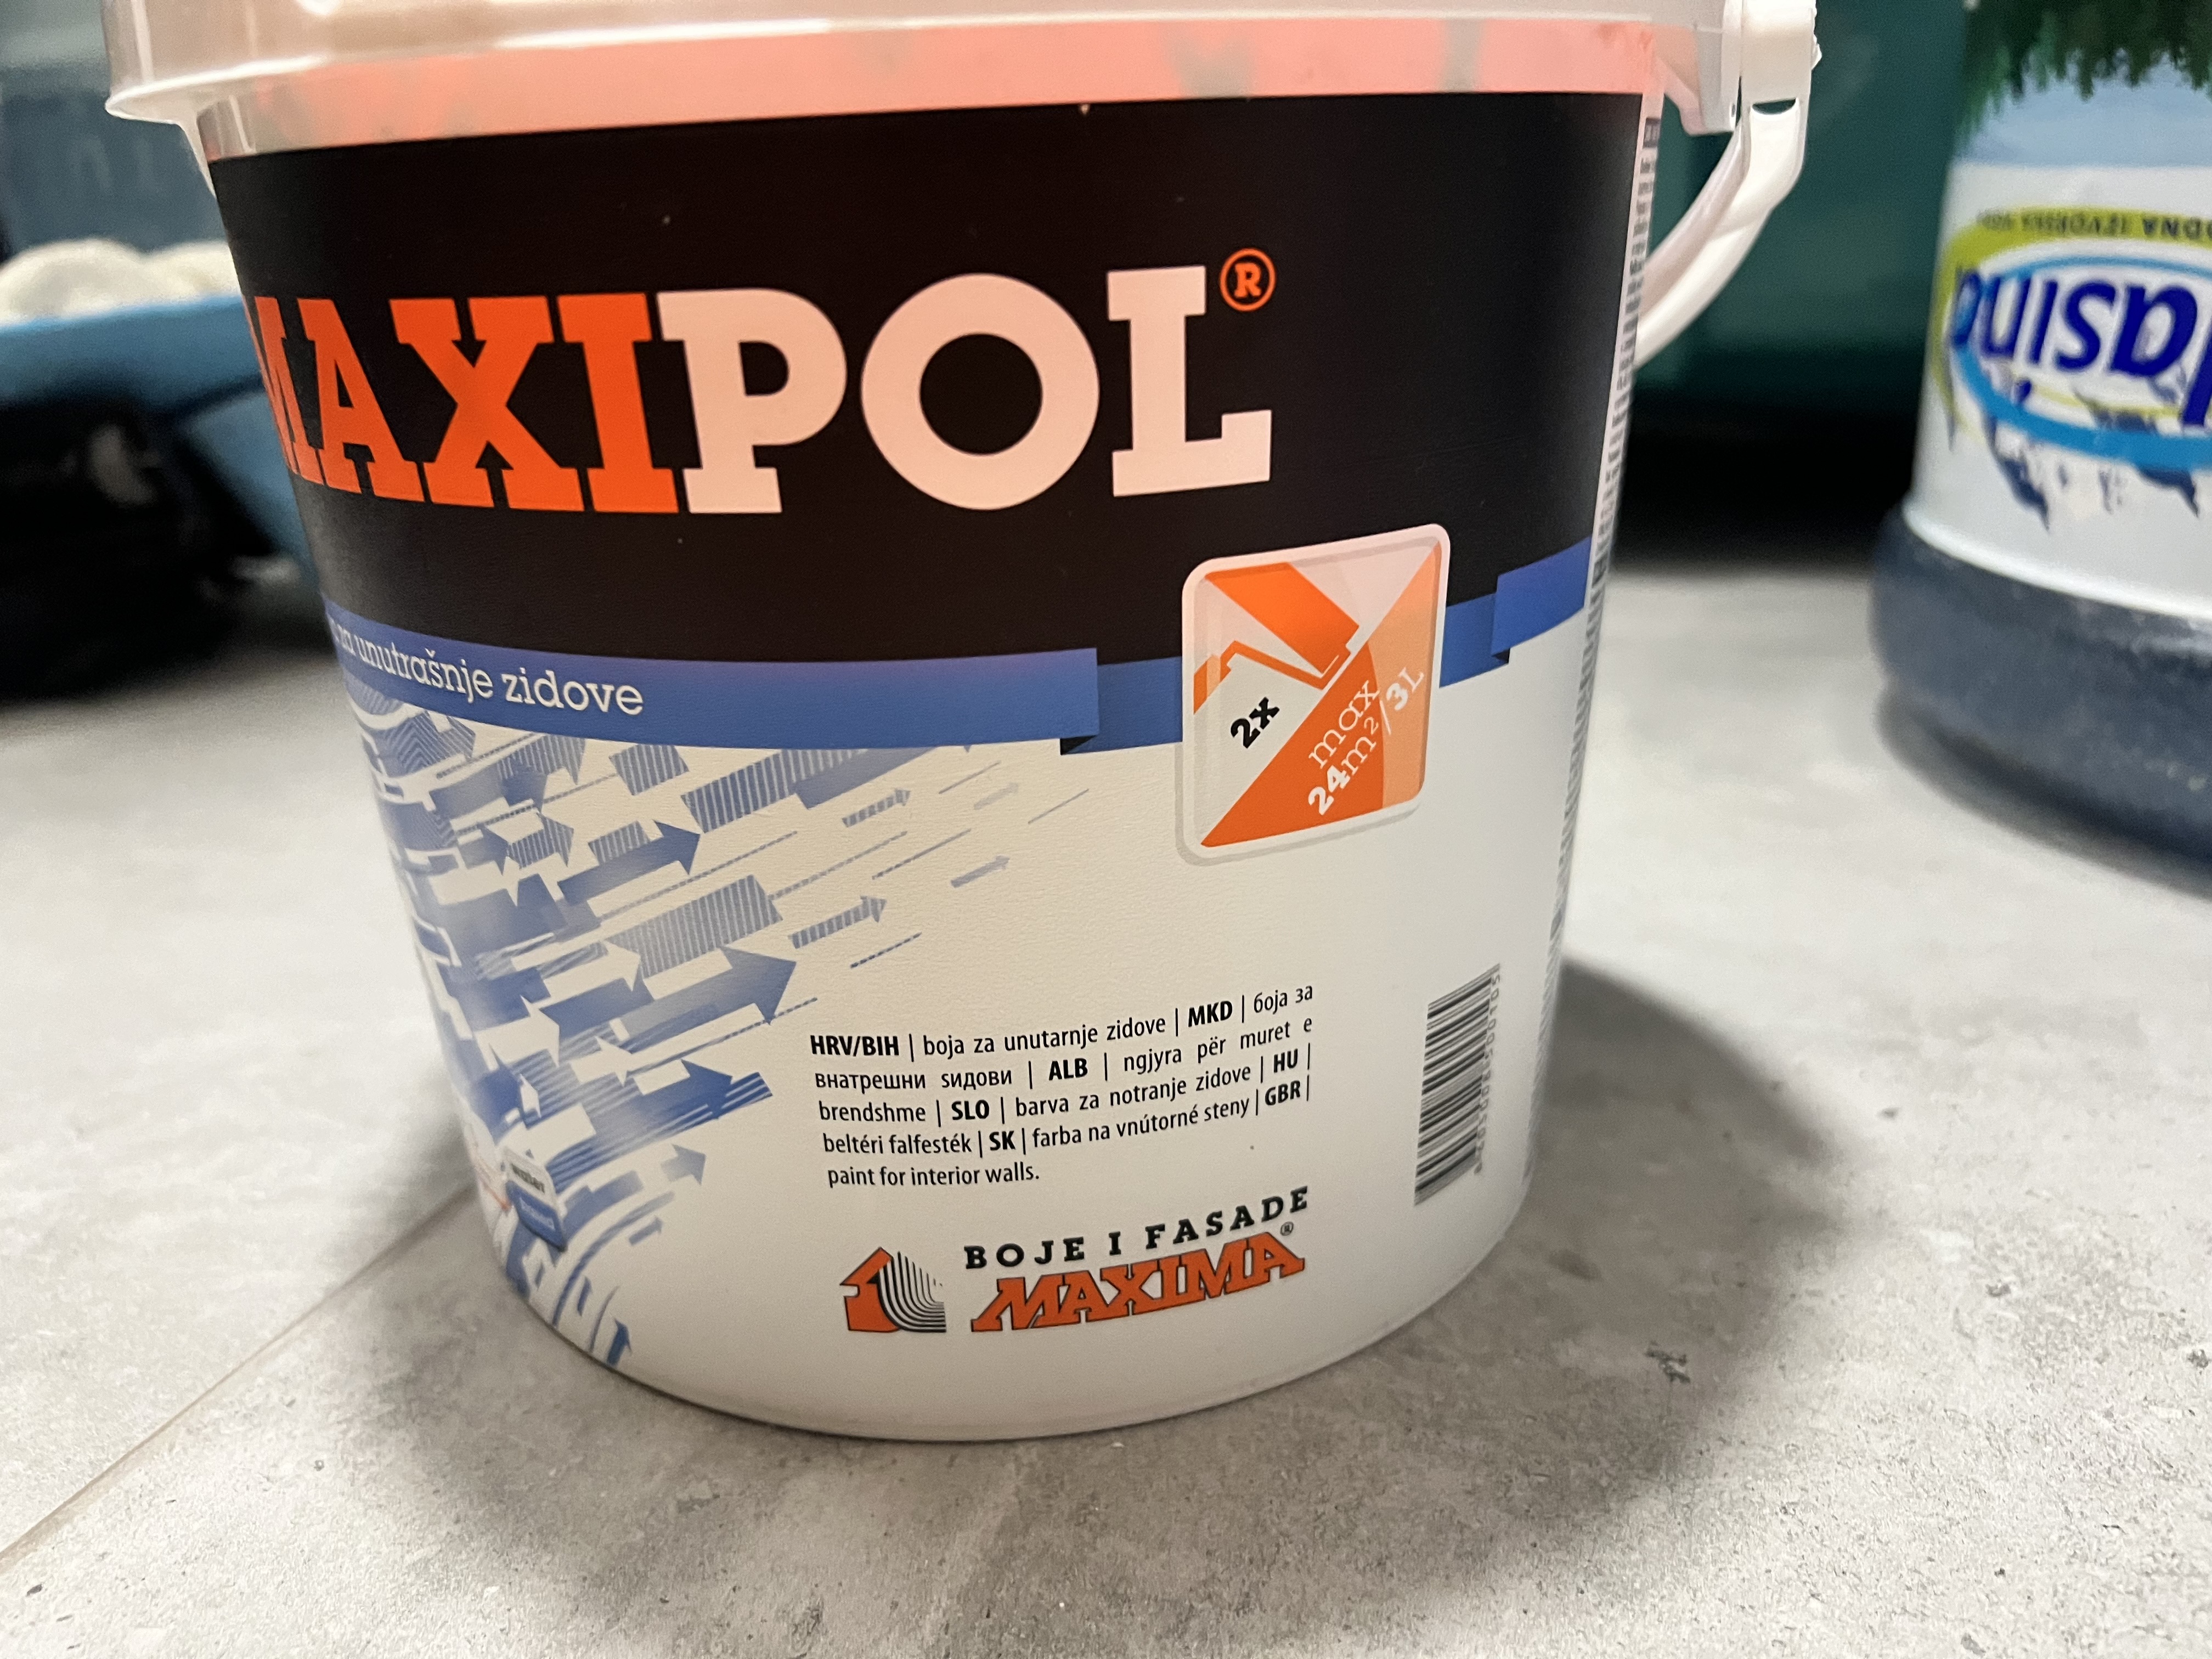 MAXIPOL®
za unutrašnje zidove
2x
max
24m²/3L
HRV/BIH | boja za unutarnje zidove | MKD | боја за
внатрешни ѕидови | ALB | ngjyra për muret e
brendshme | SLO | barva za notranje zidove | HU |
beltéri falfesték | SK | farba na vnútorné steny | GBR |
paint for interior walls.
BOJE I FASADE
MAXIMA®